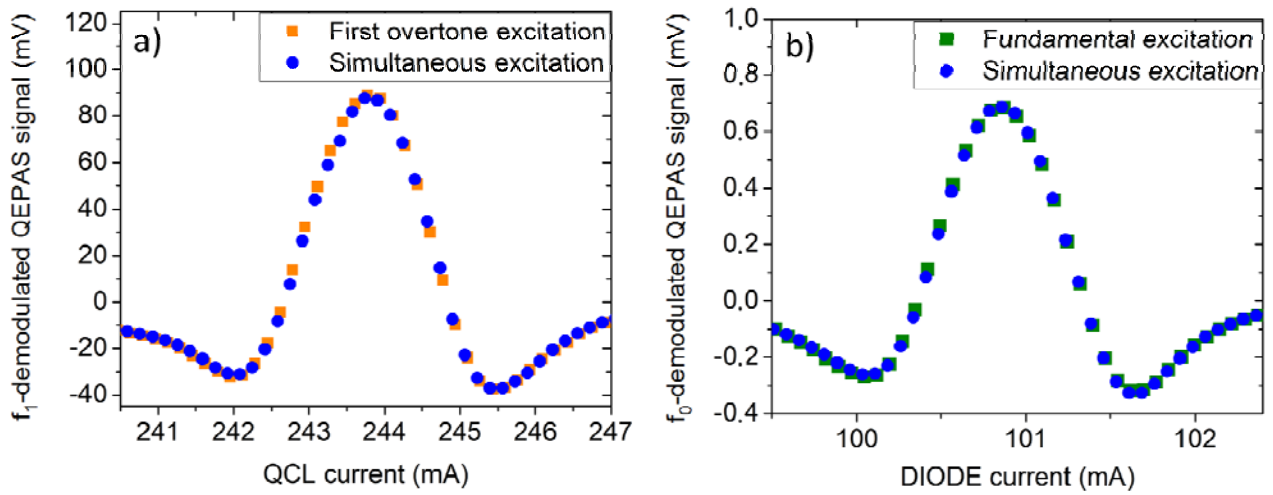 a)
First overtone excitation
Simultaneous excitation
f₁-demodulated QEPAS signal (mV)
120
100
80
60
40
20
0
-20
-40
241 242 243 244 245 246 247
QCL current (mA)
b)
Fundamental excitation
Simultaneous excitation
f₀-demodulated QEPAS signal (mV)
1.0
0.8
0.6
0.4
0.2
0.0
-0.2
-0.4
100 101 102
DIODE current (mA)